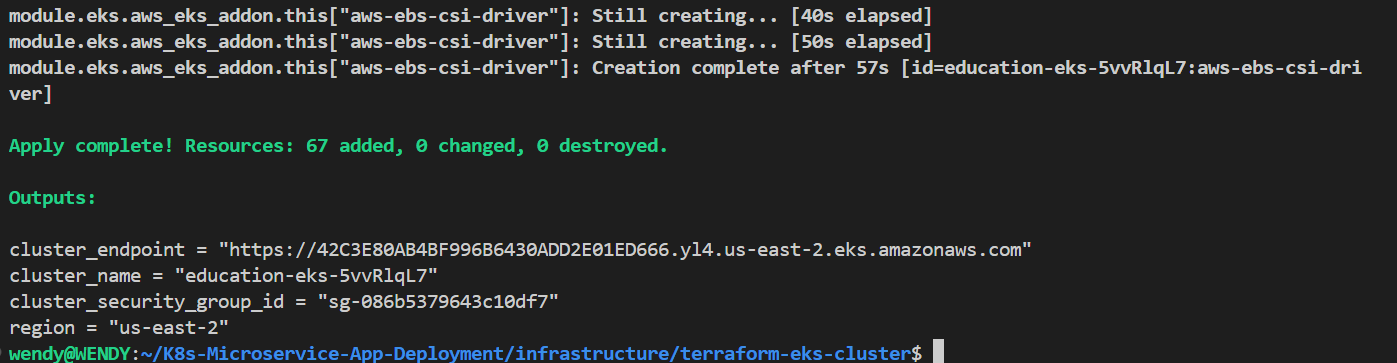 module.eks.aws_eks_addon.this["aws-ebs-csi-driver"]: Still creating... [40s elapsed]
module.eks.aws_eks_addon.this["aws-ebs-csi-driver"]: Still creating... [50s elapsed]
module.eks.aws_eks_addon.this["aws-ebs-csi-driver"]: Creation complete after 57s [id=education-eks-5vvRlqL7:aws-ebs-csi-dri
ver]
Apply complete! Resources: 67 added, 0 changed, 0 destroyed.
Outputs:
cluster_endpoint = "https://42C3E80AB4BF996B6430ADD2E01ED666.yl4.us-east-2.eks.amazonaws.com"
cluster_name = "education-eks-5vvRlqL7"
cluster_security_group_id = "sg-086b5379643c10df7"
region = "us-east-2"
wendy@WENDY:~/K8s-Microservice-App-Deployment/infrastructure/terraform-eks-cluster$